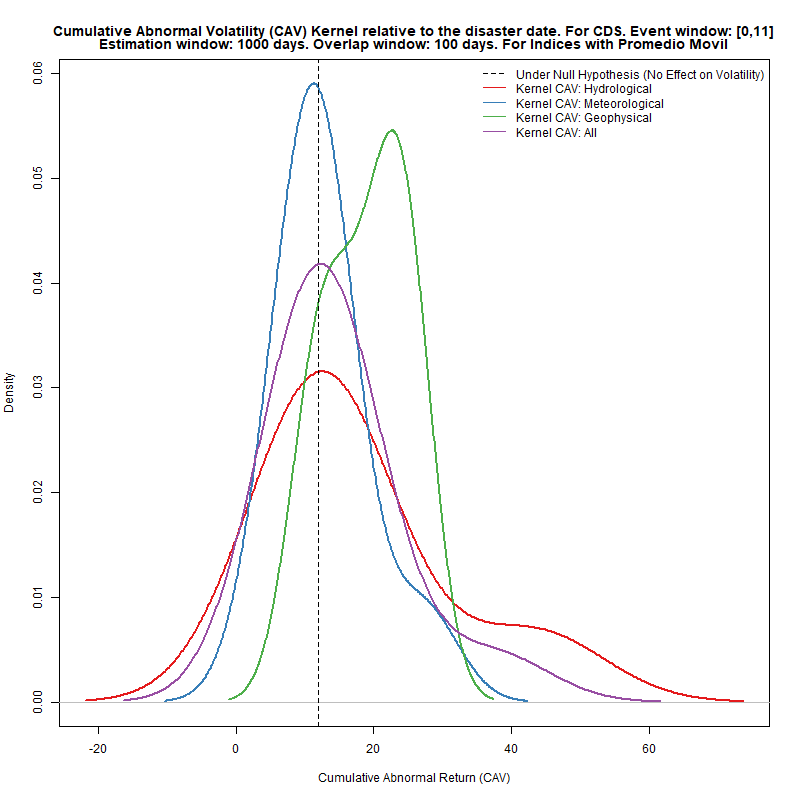 Cumulative Abnormal Volatility (CAV) Kernel relative to the disaster date. For CDS. Event window: [0,11]
Estimation window: 1000 days. Overlap window: 100 days. For Indices with Promedio Movil
Under Null Hypothesis (No Effect on Volatility)
Kernel CAV: Hydrological
Kernel CAV: Meteorological
Kernel CAV: Geophysical
Kernel CAV: All
0.06
0.05
0.04
0.03
0.02
0.01
0.00
Density
-20 0 20 40 60
Cumulative Abnormal Return (CAV)